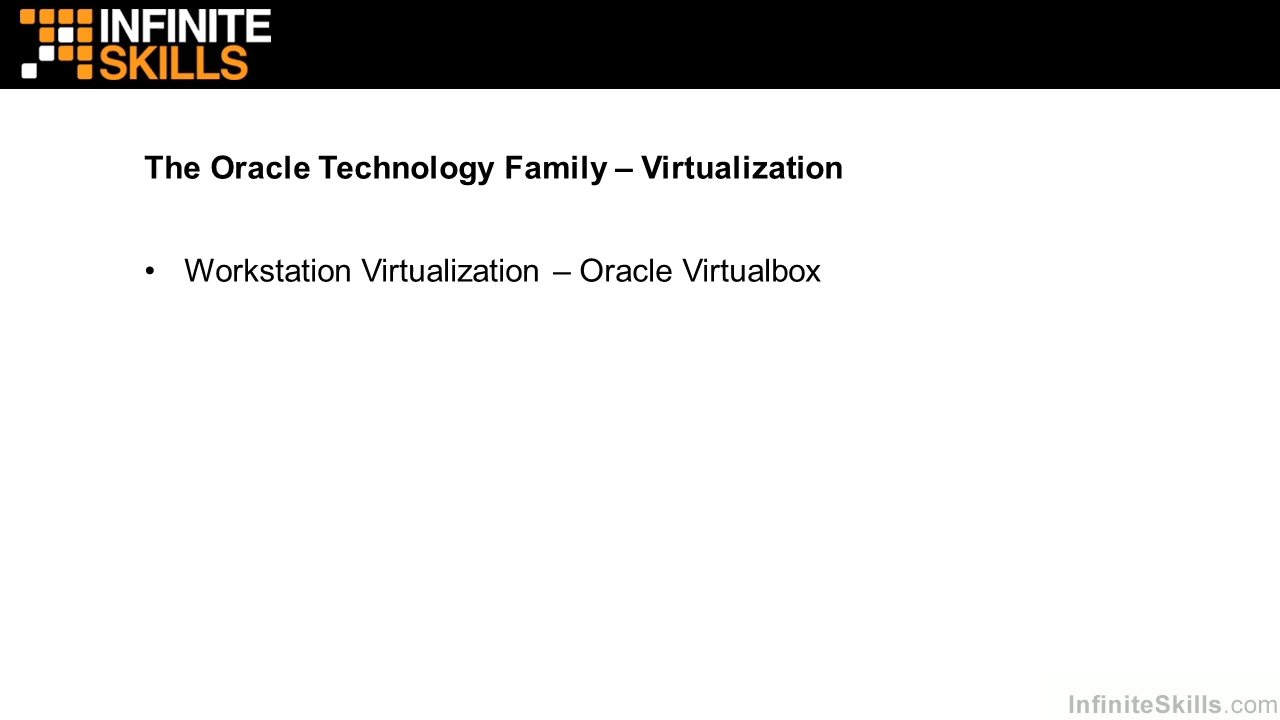 INFINITE
SKILLS
The Oracle Technology Family – Virtualization
• Workstation Virtualization – Oracle Virtualbox
InfiniteSkills.com